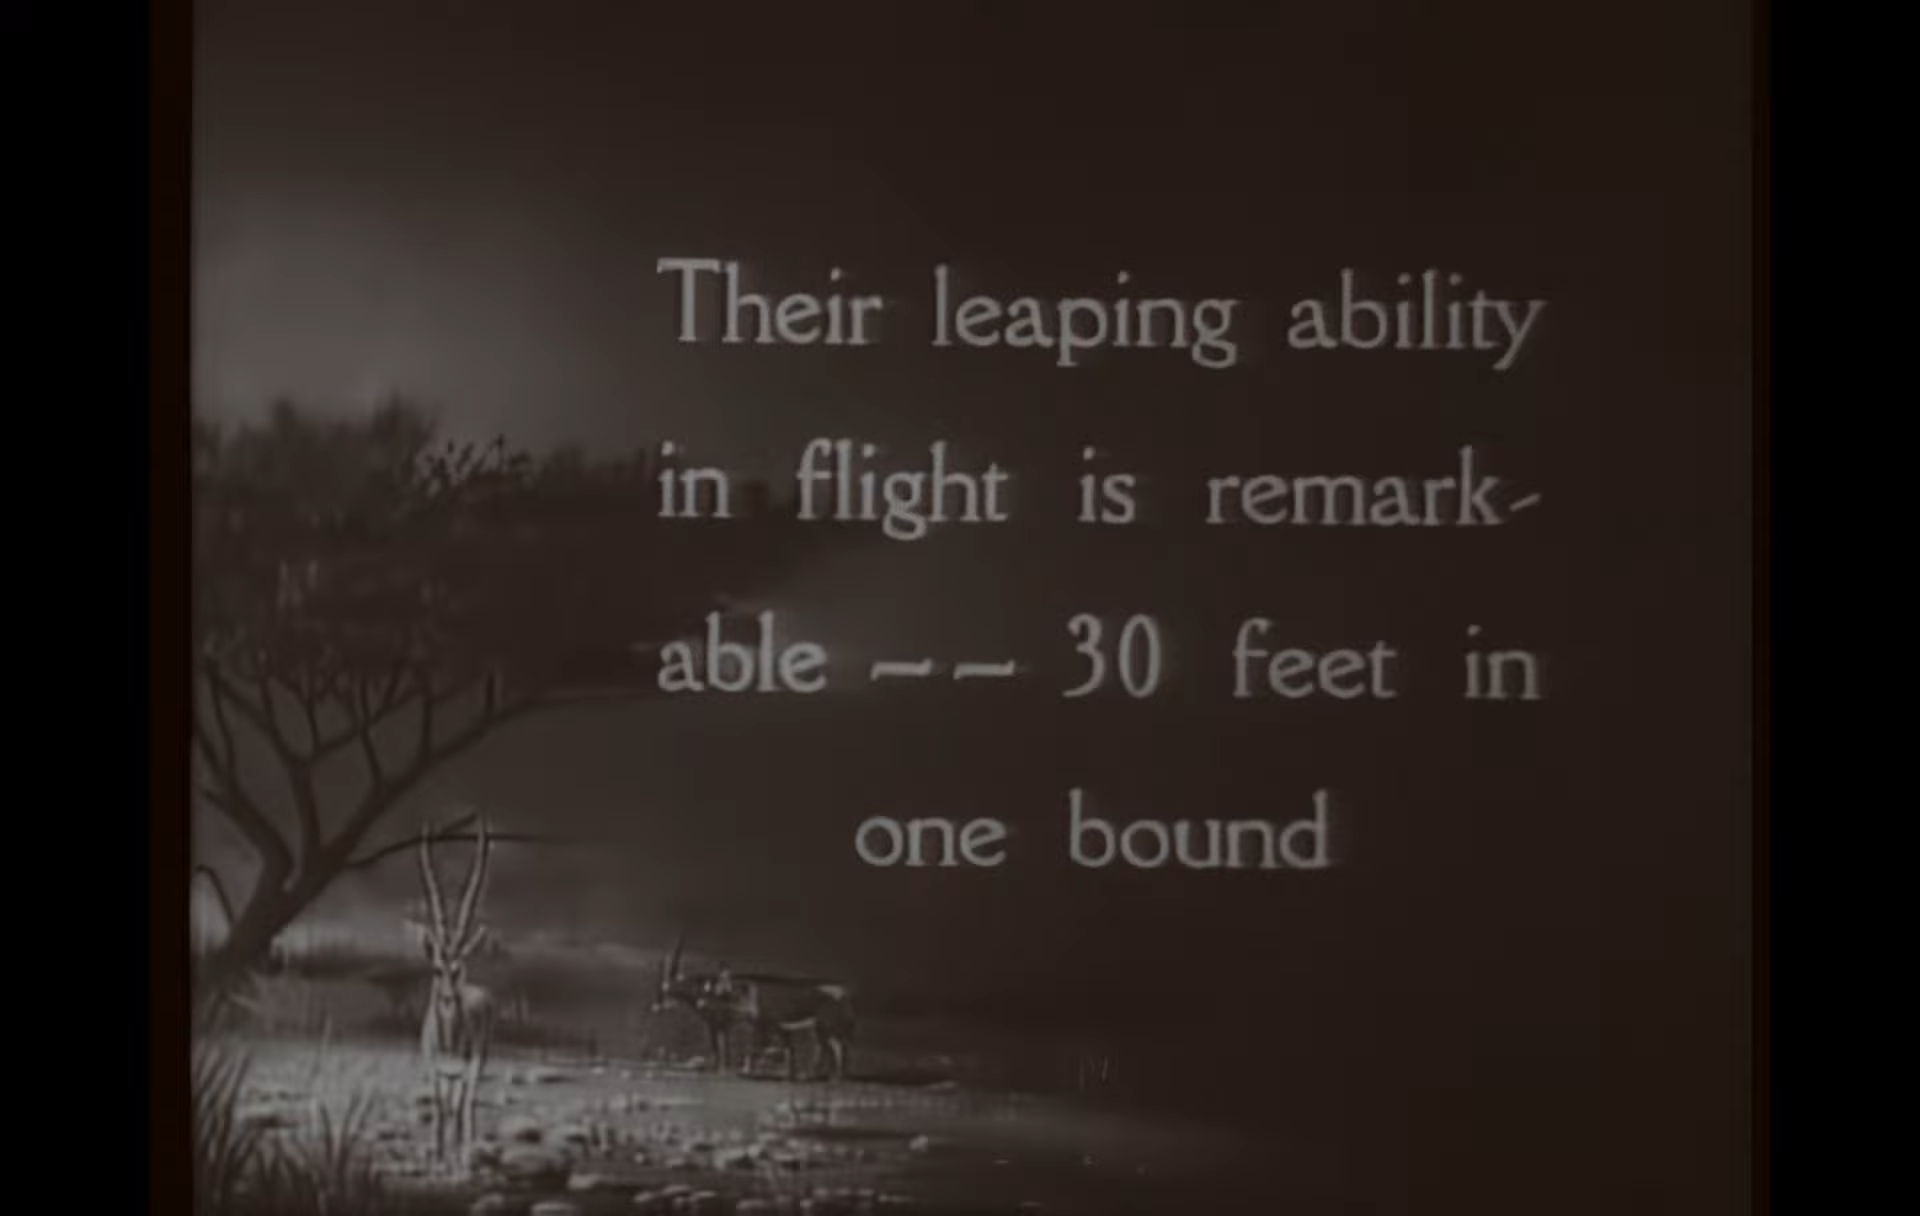 Their leaping ability
in flight is remark-
able -- 30 feet in
one bound